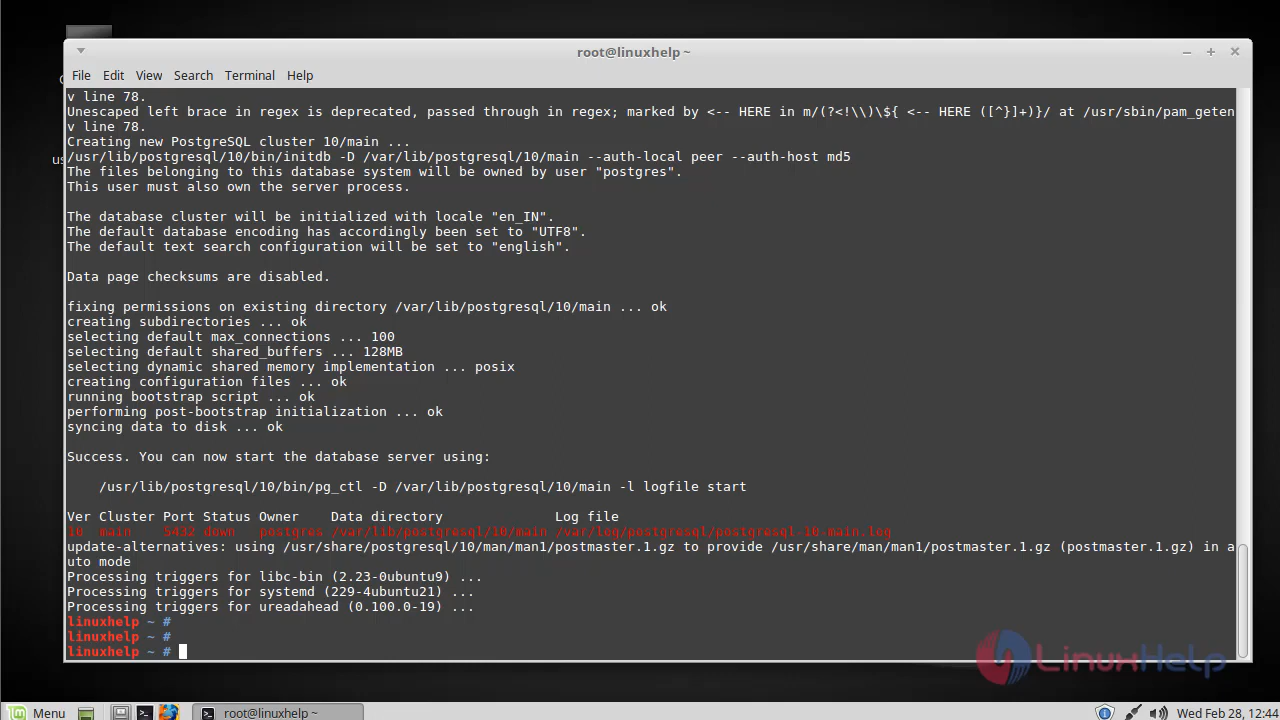 root@linuxhelp ~
File Edit View Search Terminal Help
v line 78.
Unescaped left brace in regex is deprecated, passed through in regex; marked by <-- HERE in m/(?<!\\)\${ <-- HERE ([^}]+)}/ at /usr/sbin/pam_geten
v line 78.
Creating new PostgreSQL cluster 10/main ...
/usr/lib/postgresql/10/bin/initdb -D /var/lib/postgresql/10/main --auth-local peer --auth-host md5
The files belonging to this database system will be owned by user "postgres".
This user must also own the server process.
The database cluster will be initialized with locale "en_IN".
The default database encoding has accordingly been set to "UTF8".
The default text search configuration will be set to "english".
Data page checksums are disabled.
fixing permissions on existing directory /var/lib/postgresql/10/main ... ok
creating subdirectories ... ok
selecting default max_connections ... 100
selecting default shared_buffers ... 128MB
selecting dynamic shared memory implementation ... posix
creating configuration files ... ok
running bootstrap script ... ok
performing post-bootstrap initialization ... ok
syncing data to disk ... ok
Success. You can now start the database server using:
/usr/lib/postgresql/10/bin/pg_ctl -D /var/lib/postgresql/10/main -l logfile start
Ver Cluster Port Status Owner Data directory Log file
10 main 5432 down postgres /var/lib/postgresql/10/main /var/log/postgresql/postgresql-10-main.log
update-alternatives: using /usr/share/postgresql/10/man/man1/postmaster.1.gz to provide /usr/share/man/man1/postmaster.1.gz (postmaster.1.gz) in a
uto mode
Processing triggers for libc-bin (2.23-0ubuntu9) ...
Processing triggers for systemd (229-4ubuntu21) ...
Processing triggers for ureadahead (0.100.0-19) ...
linuxhelp ~ #
linuxhelp ~ #
linuxhelp ~ #
LinuxHelp
Menu root@linuxhelp ~ Wed Feb 28, 12:44